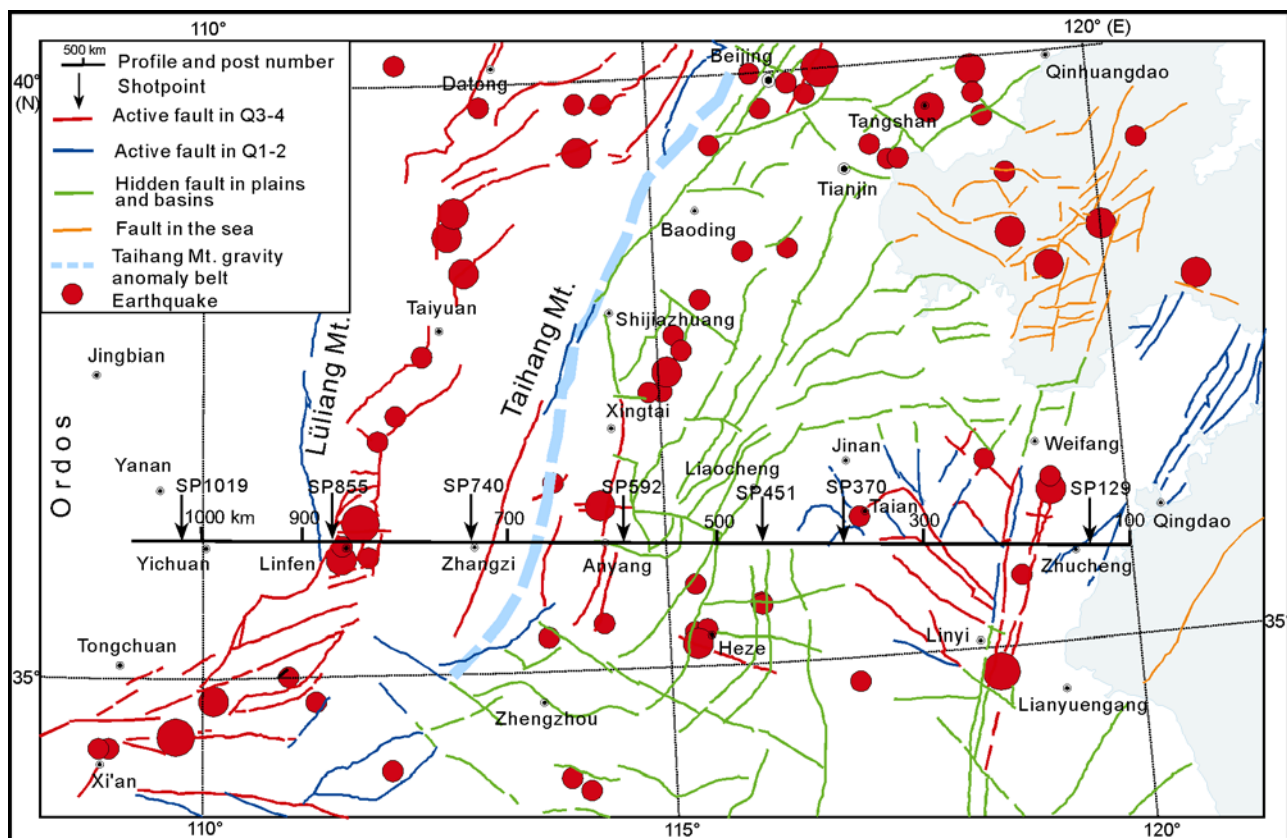 110°
120° (E)
500 km
Profile and post number
Shotpoint
Active fault in Q3-4
Active fault in Q1-2
Hidden fault in plains
and basins
Fault in the sea
Taihang Mt. gravity
anomaly belt
Earthquake
40°
(N)
Datong
Beijing
Qinhuangdao
Tangshan
Tianjin
Baoding
Taiyuan
Shijiazhuang
Jingbian
Lüliang Mt.
Taihang Mt.
Xingtai
Ordos
Yanan
Jinan
Weifang
Liaocheng
SP1019
SP855
SP740
SP592
SP451
SP370
SP129
Taian
Qingdao
1000 km
900
700
500
300
100
Yichuan
Linfen
Zhangzi
Anyang
Zhucheng
Tongchuan
Heze
Linyi
35°
35°
Zhengzhou
Lianyuengang
Xi'an
110°
115°
120°